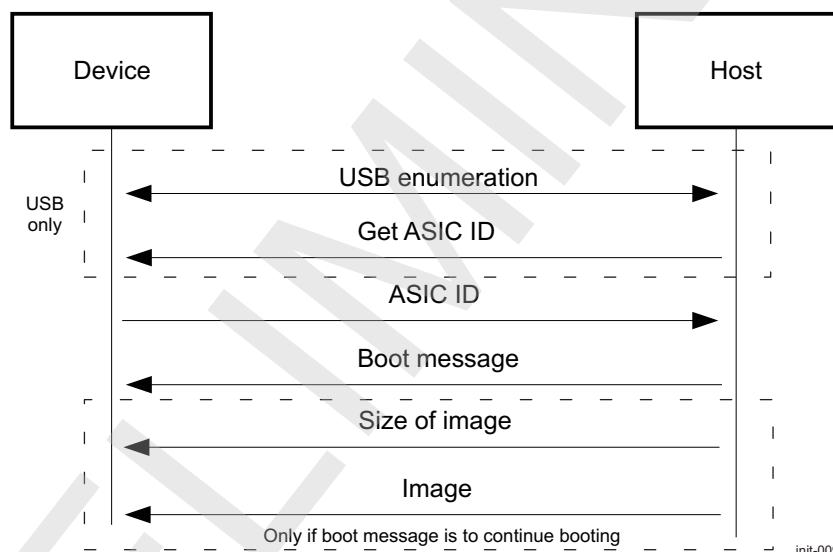 Device
Host
USB enumeration
USB
only
Get ASIC ID
ASIC ID
Boot message
Size of image
Image
Only if boot message is to continue booting